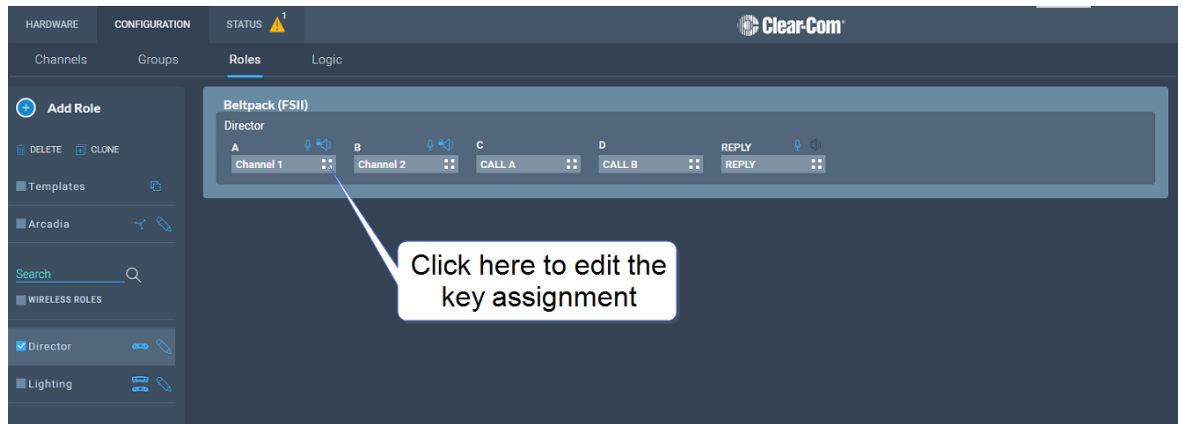 HARDWARE CONFIGURATION STATUS 1 Clear-Com
Channels Groups Roles Logic
Add Role
DELETE CLONE
Templates
Arcadia
Search
WIRELESS ROLES
Director
Lighting
Beltpack (FSII)
Director
A B C D REPLY
Channel 1 Channel 2 CALL A CALL B REPLY
Click here to edit the
key assignment